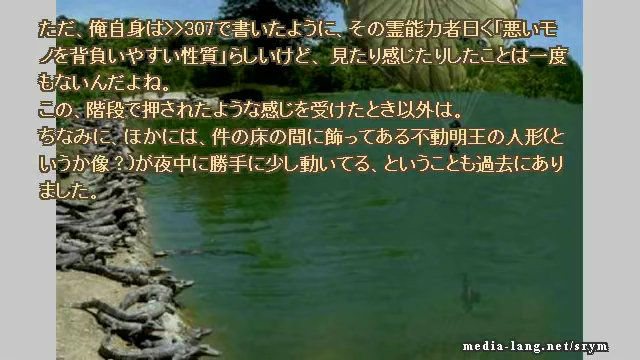 ただ、俺自身は>>307で書いたように、その霊能力者曰く「悪いモ
ノを背負いやすい性質」らしいけど、見たり感じたりしたことは一度
もないんだよね。
この、階段で押されたような感じを受けたとき以外は。
ちなみに、ほかには、件の床の間に飾ってある不動明王の人形(と
いうか像？)が夜中に勝手に少し動いてる、ということも過去にあり
ました。
media-lang.net/srym